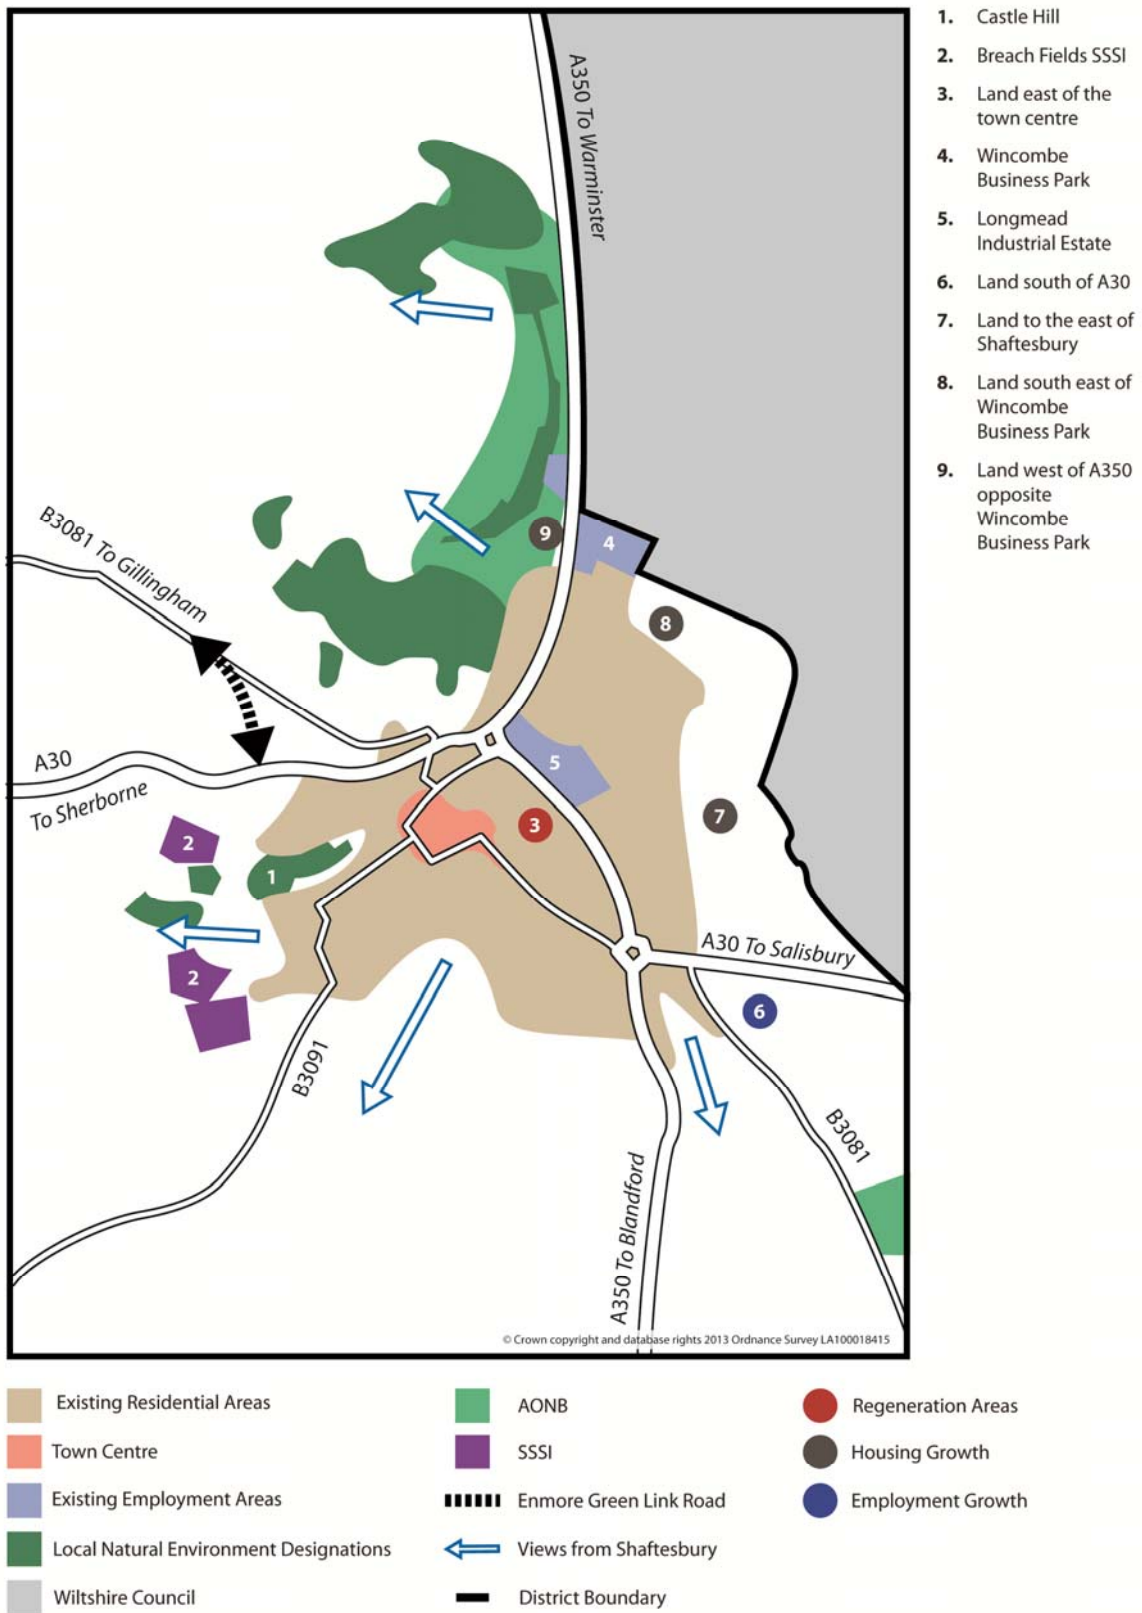 1. Castle Hill
2. Breach Fields SSSI
3. Land east of the
town centre
4. Wincombe
Business Park
5. Longmead
Industrial Estate
6. Land south of A30
7. Land to the east of
Shaftesbury
8. Land south east of
Wincombe
Business Park
9. Land west of A350
opposite
Wincombe
Business Park
A350 To Warminster
B3081 To Gillingham
9
4
8
A30
To Sherborne
5
7
3
2
1
2
A30 To Salisbury
6
B3091
B3081
A350 To Blandford
© Crown copyright and database rights 2013 Ordnance Survey LA100018415
Existing Residential Areas
Town Centre
Existing Employment Areas
Local Natural Environment Designations
Wiltshire Council
AONB
SSSI
Enmore Green Link Road
Views from Shaftesbury
District Boundary
Regeneration Areas
Housing Growth
Employment Growth